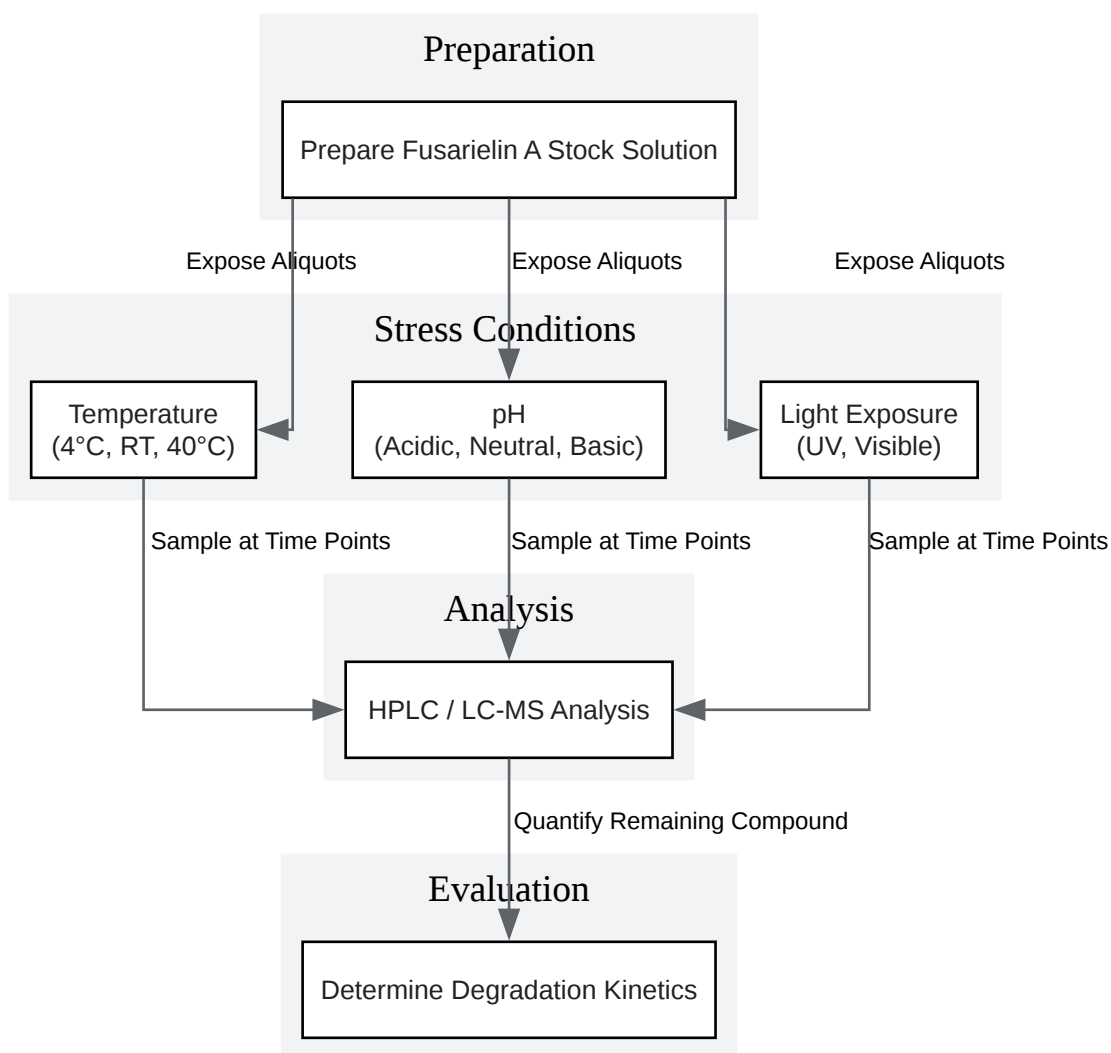 Preparation
Prepare Fusarielin A Stock Solution
Expose Aliquots
Expose Aliquots
Expose Aliquots
Stress Conditions
Temperature
(4°C, RT, 40°C)
pH
(Acidic, Neutral, Basic)
Light Exposure
(UV, Visible)
Sample at Time Points
Sample at Time Points
Sample at Time Points
Analysis
HPLC / LC-MS Analysis
Quantify Remaining Compound
Evaluation
Determine Degradation Kinetics